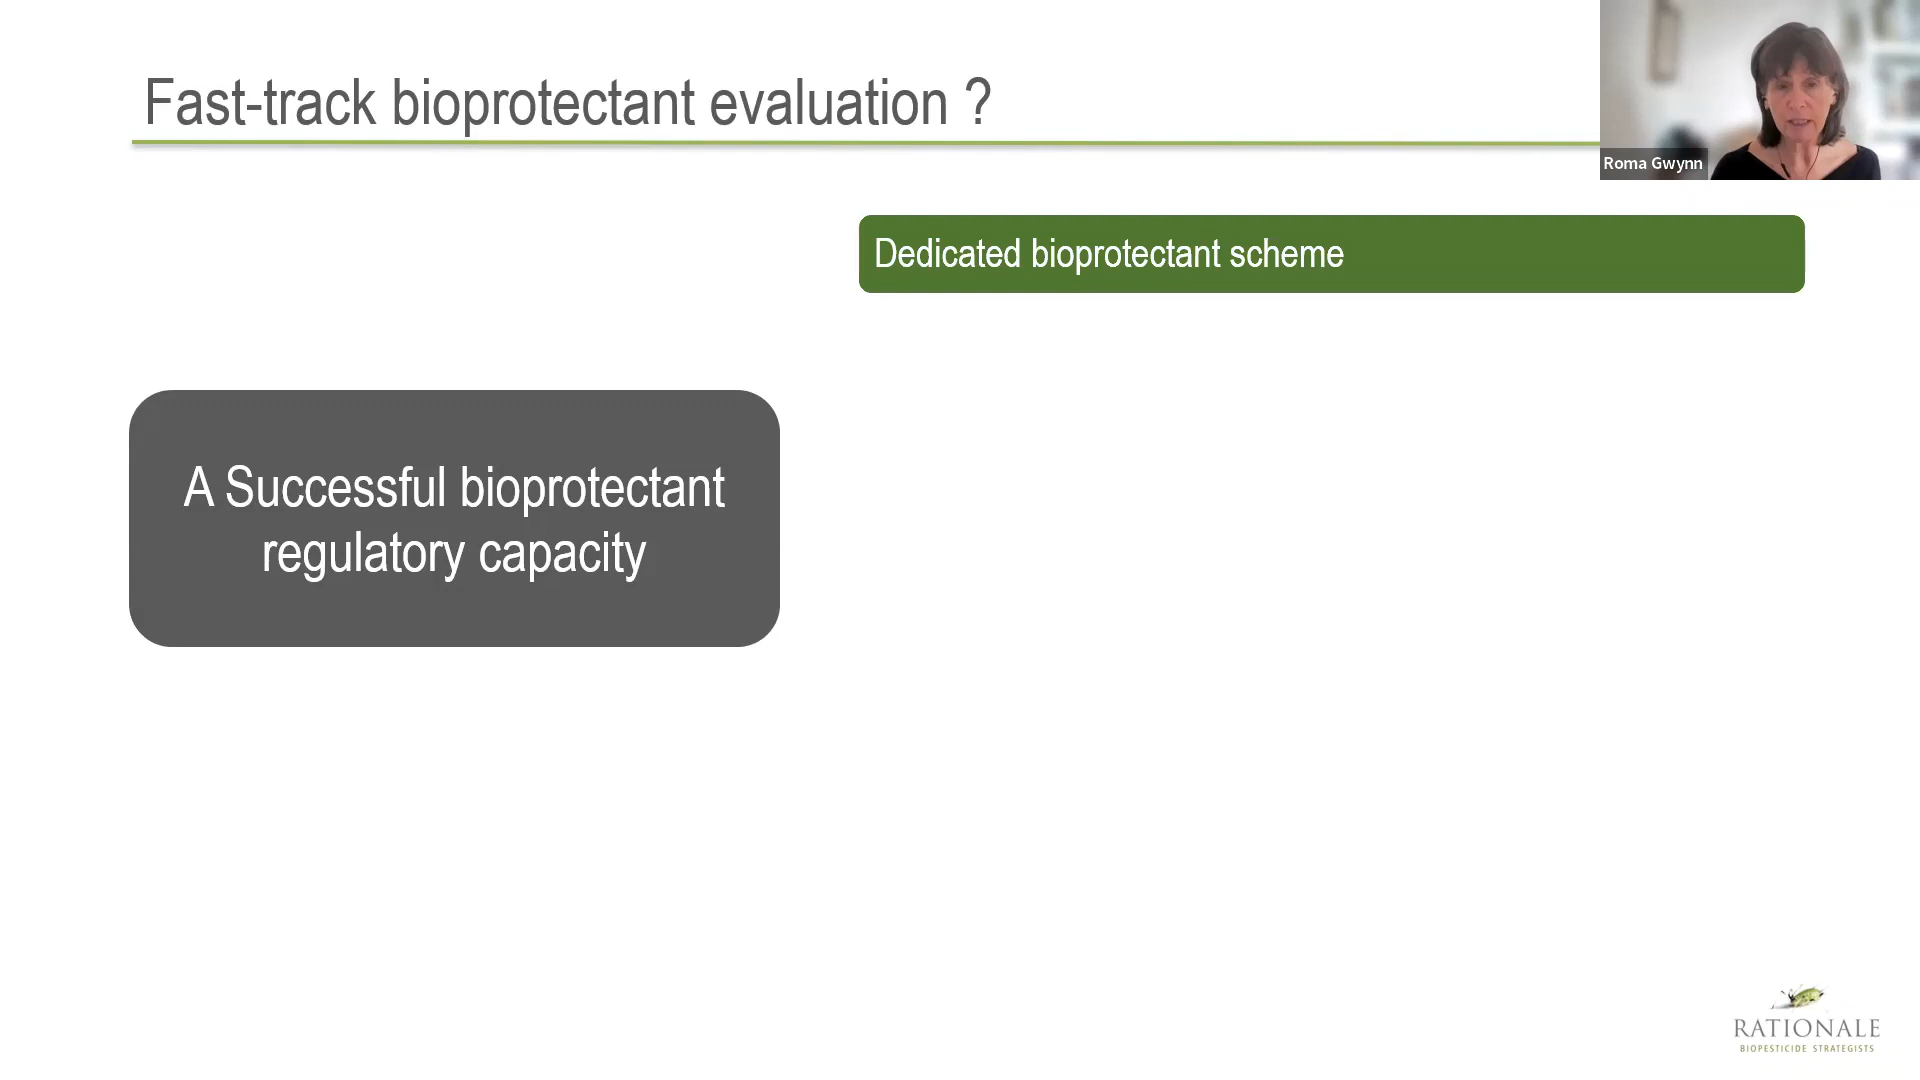 Fast-track bioprotectant evaluation ?
Roma Gwynn
Dedicated bioprotectant scheme
A Successful bioprotectant
regulatory capacity
RATIONALE
BIOPESTICIDE STRATEGISTS